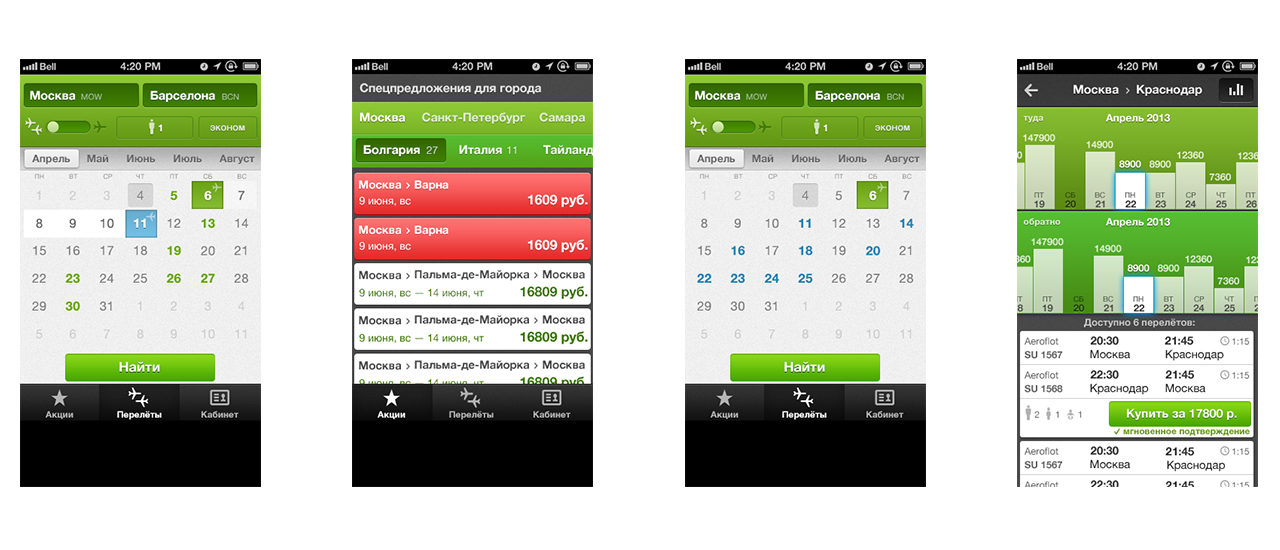 Bell 4:20 PM
Москва MOW Барселона BCN
1 эконом
Апрель Май Июнь Июль Август
ПН ВТ СР ЧТ ПТ СБ ВС
1 2 3 4 5 6 7
8 9 10 11 12 13 14
15 16 17 18 19 20 21
22 23 24 25 26 27 28
29 30 31 1 2 3 4
5 6 7 8 9 10 11
Найти
Акции Перелёты Кабинет
Bell 4:20 PM
Спецпредложения для города
Москва Санкт-Петербург Самара
Болгария 27 Италия 11 Тайланд
Москва › Варна
9 июня, вс 1609 руб.
Москва › Варна
9 июня, вс 1609 руб.
Москва › Пальма-де-Майорка › Москва
9 июня, вс — 14 июня, чт 16809 руб.
Москва › Пальма-де-Майорка › Москва
9 июня, вс — 14 июня, чт 16809 руб.
Москва › Пальма-де-Майорка › Москва
9 июня, вс — 14 июня, чт 16809 руб.
Акции Перелёты Кабинет
Bell 4:20 PM
Москва MOW Барселона BCN
1 эконом
Апрель Май Июнь Июль Август
ПН ВТ СР ЧТ ПТ СБ ВС
1 2 3 4 5 6 7
8 9 10 11 12 13 14
15 16 17 18 19 20 21
22 23 24 25 26 27 28
29 30 31 1 2 3 4
5 6 7 8 9 10 11
Найти
Акции Перелёты Кабинет
Bell 4:20 PM
Москва › Краснодар
туда Апрель 2013
147900 14900 8900 8900 12360 7360 1236
ПТ СБ ВС ПН ВТ СР ЧТ ПТ
19 20 21 22 23 24 25 26
обратно Апрель 2013
3360 147900 14900 8900 8900 12360 7360
ПТ СБ ВС ПН ВТ СР ЧТ
8 19 20 21 22 23 24 25 2
Доступно 6 перелётов:
Aeroflot 20:30 21:45 1:15
SU 1567 Москва Краснодар
Aeroflot 22:30 21:45 1:15
SU 1568 Краснодар Москва
2 1 1 Купить за 17800 р.
✓ мгновенное подтверждение
Aeroflot 20:30 21:45 1:15
SU 1567 Москва Краснодар
Aeroflot 22:30 21:45 1:15